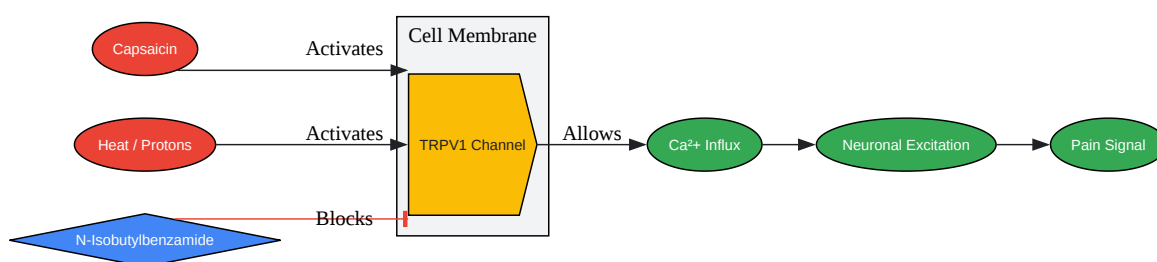 Cell Membrane
Capsaicin
Activates
Heat / Protons
Activates
TRPV1 Channel
Allows
Ca²+ Influx
Neuronal Excitation
Pain Signal
Blocks
N-Isobutylbenzamide